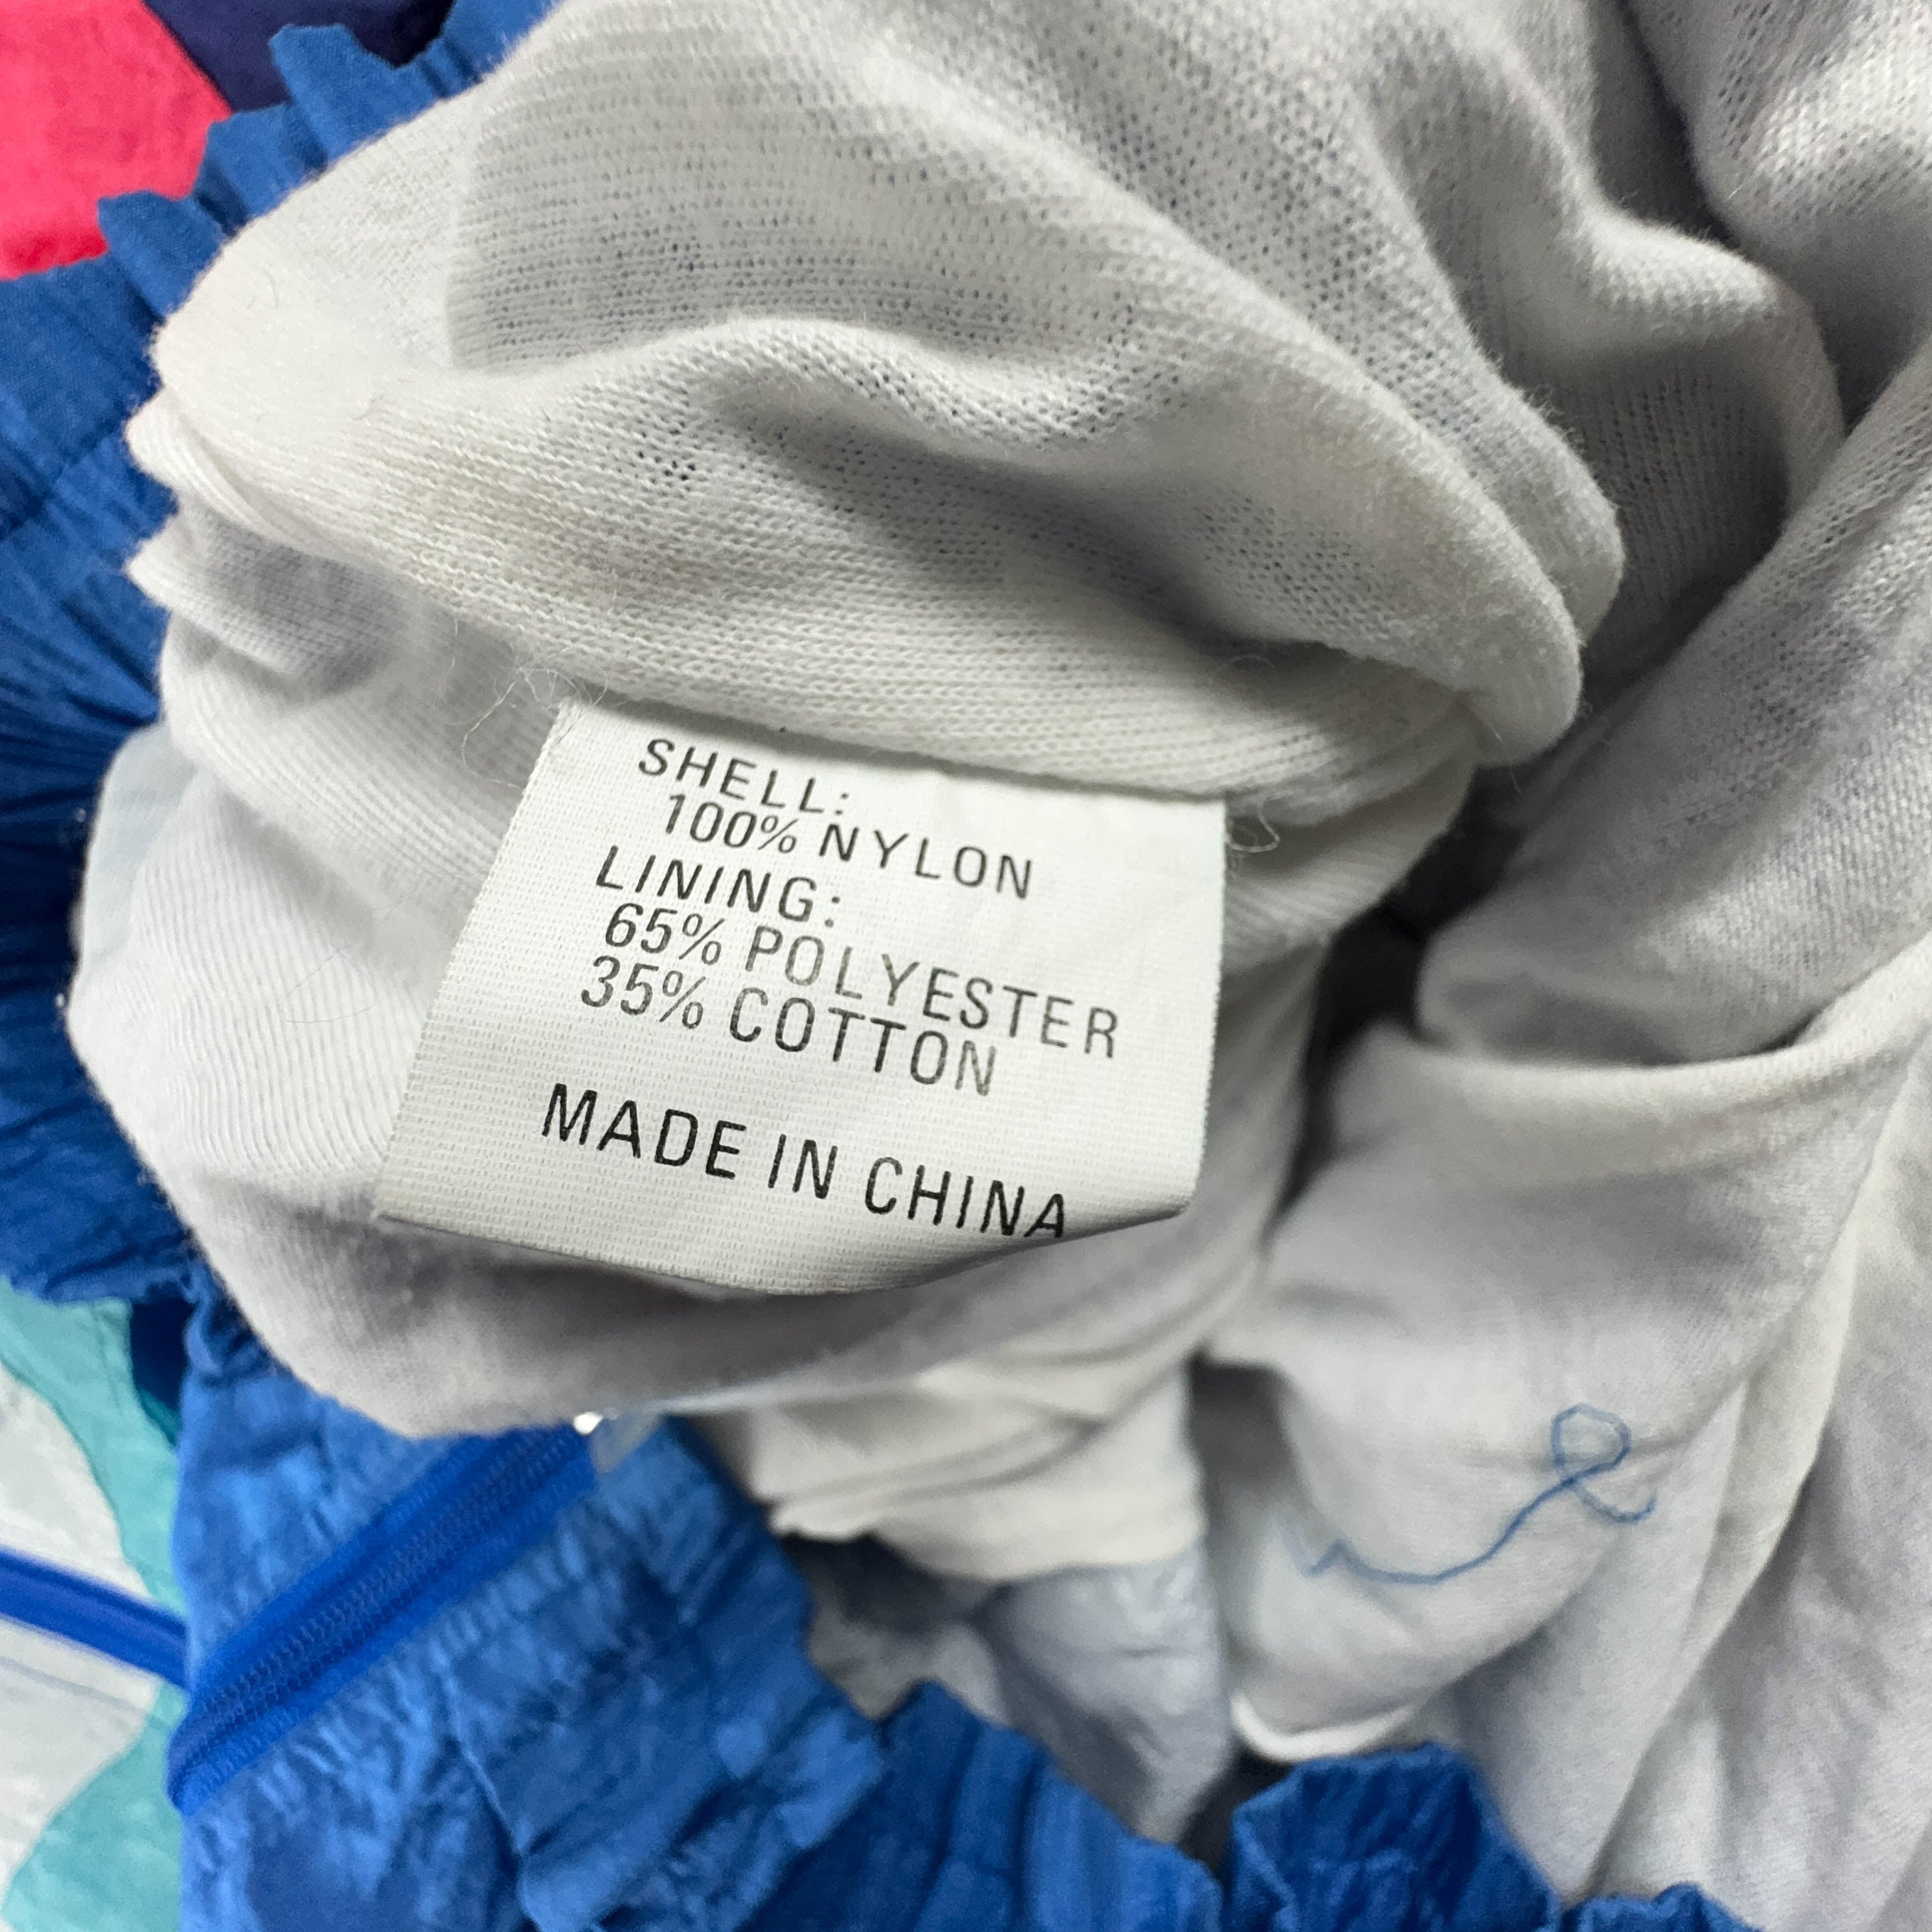 SHELL:
100% NYLON
LINING:
65% POLYESTER
35% COTTON
MADE IN CHINA